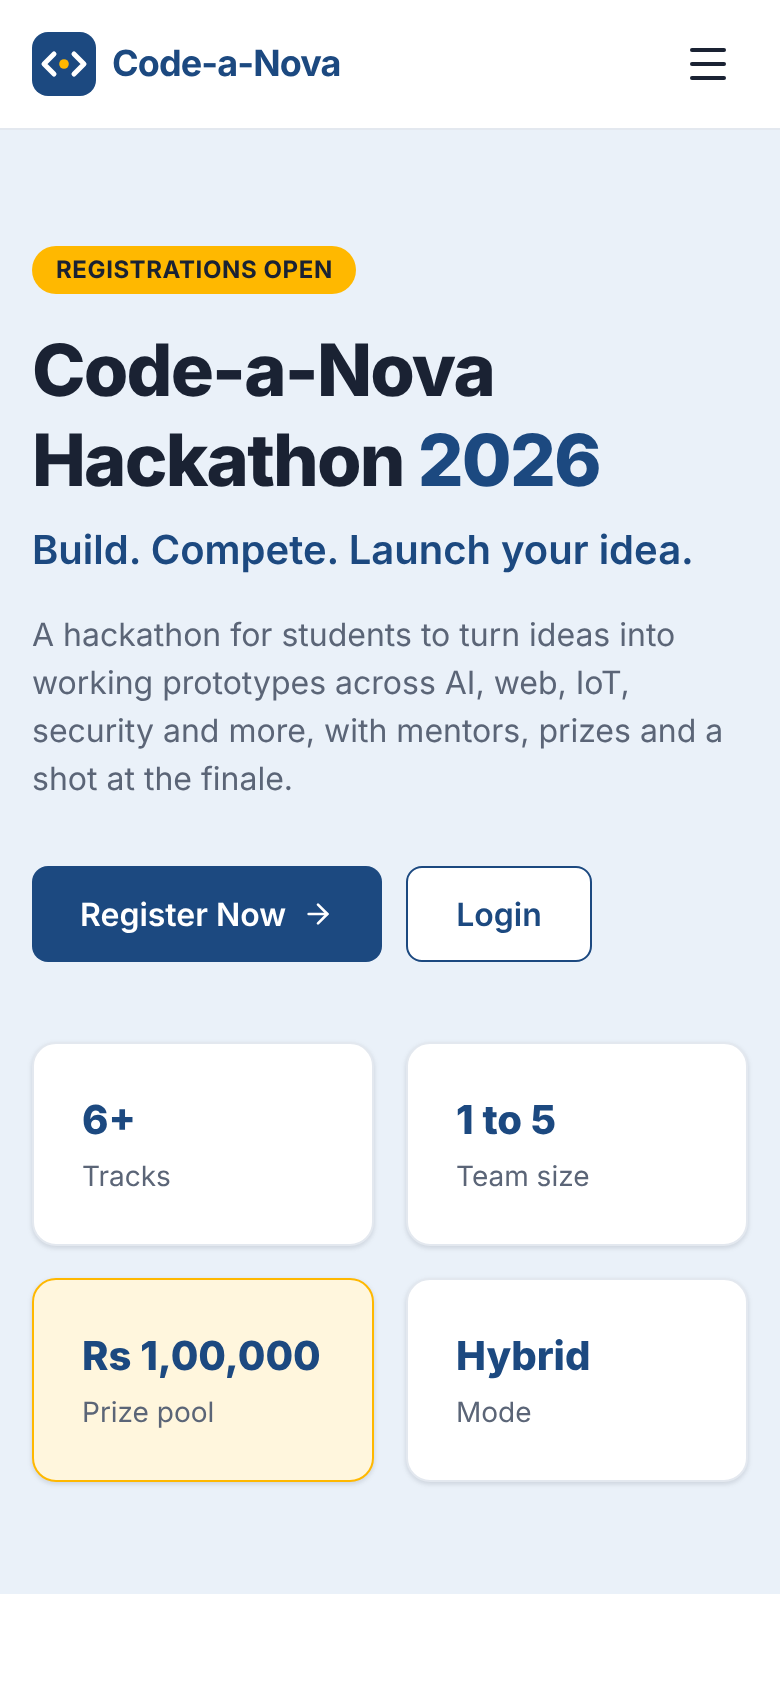 Code-a-Nova
REGISTRATIONS OPEN
Code-a-Nova
Hackathon 2026
Build. Compete. Launch your idea.
A hackathon for students to turn ideas into
working prototypes across AI, web, IoT,
security and more, with mentors, prizes and a
shot at the finale.
Register Now →
Login
6+
Tracks
1 to 5
Team size
Rs 1,00,000
Prize pool
Hybrid
Mode